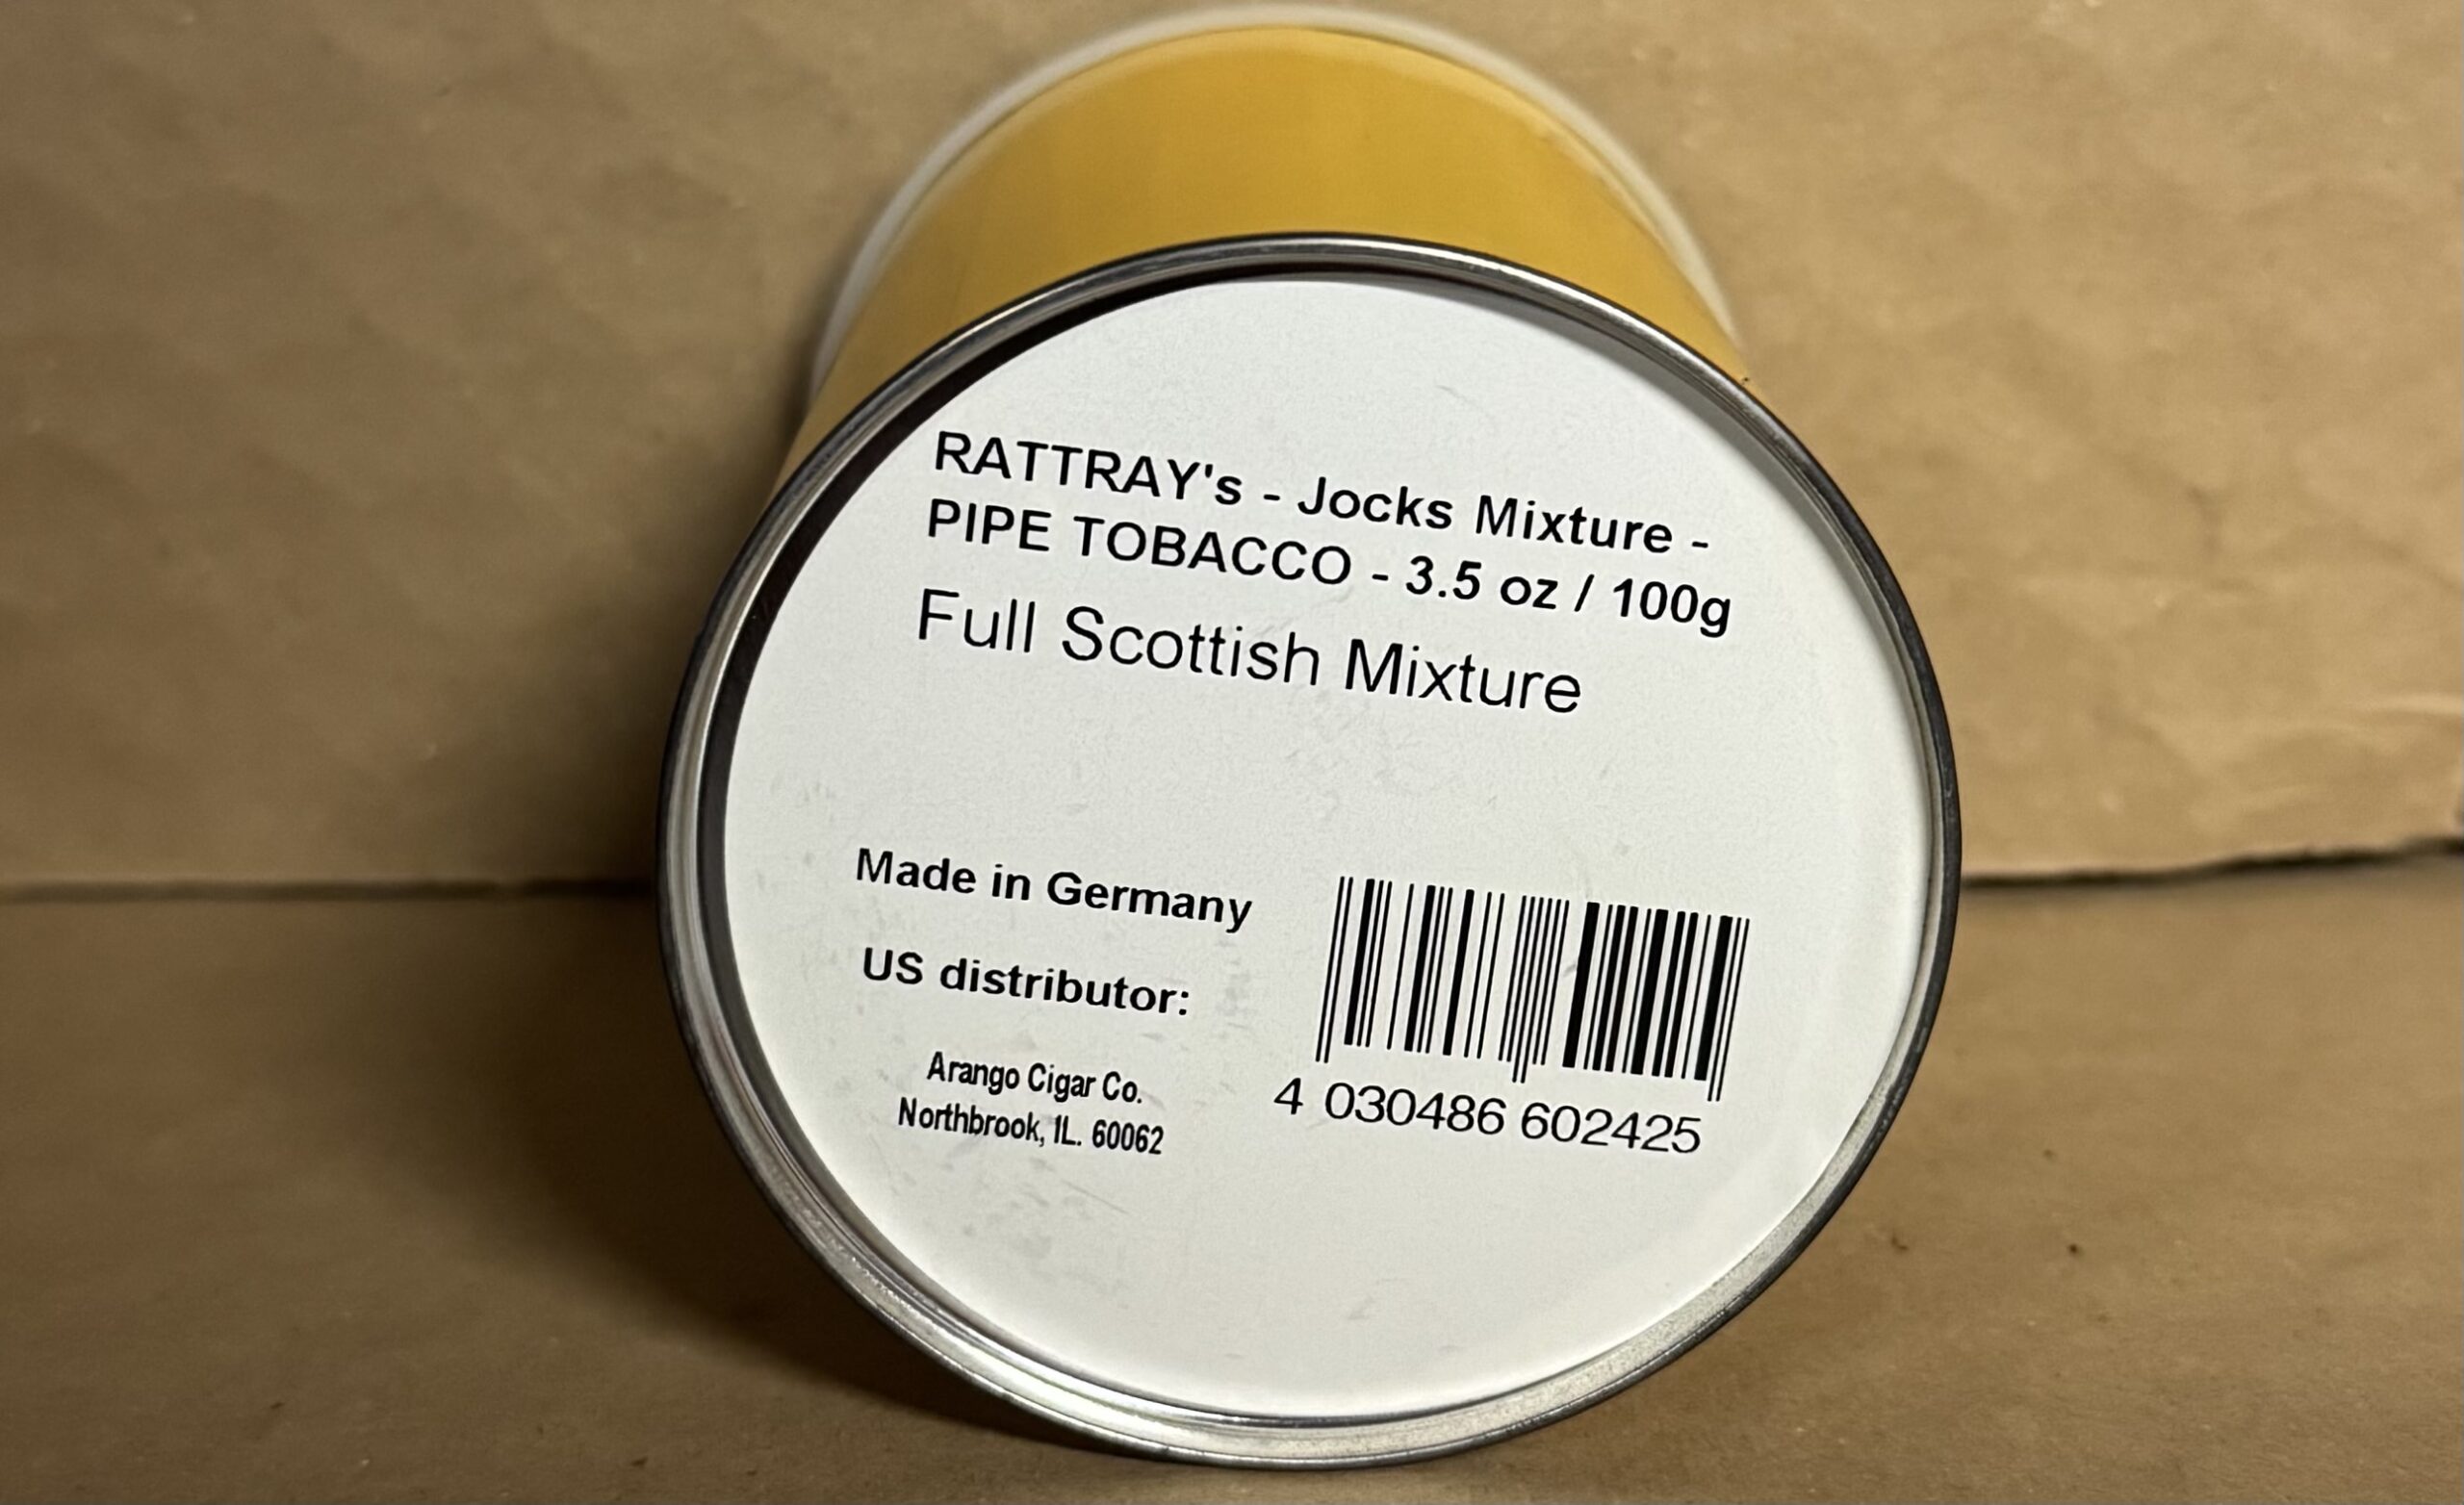 RATTRAY's - Jocks Mixture -
PIPE TOBACCO - 3.5 oz / 100g
Full Scottish Mixture
Made in Germany
US distributor:
Arango Cigar Co.
Northbrook, IL. 60062
4 030486 602425